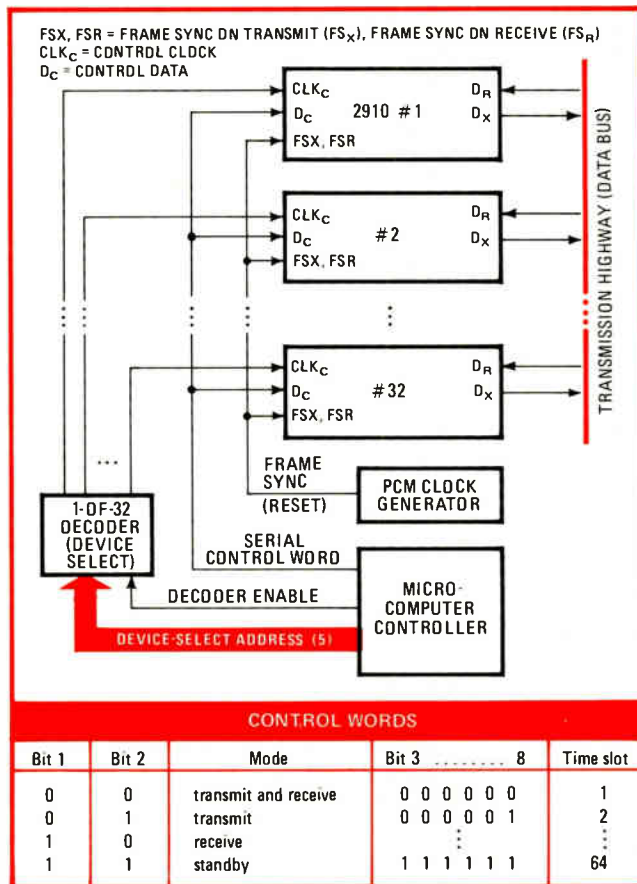 FSX, FSR = FRAME SYNC ON TRANSMIT (FSX), FRAME SYNC ON RECEIVE (FSR)
CLKC = CONTROL CLOCK
DC = CONTROL DATA
CLKC
DC
FSX, FSR
2910 #1
DR
DX
CLKC
DC
FSX, FSR
#2
DR
DX
CLKC
DC
FSX, FSR
#32
DR
DX
TRANSMISSION HIGHWAY (DATA BUS)
FRAME
SYNC
(RESET)
PCM CLOCK
GENERATOR
1-OF-32
DECODER
(DEVICE
SELECT)
SERIAL
CONTROL WORD
DECODER ENABLE
MICRO-
COMPUTER
CONTROLLER
DEVICE-SELECT ADDRESS (5)
CONTROL WORDS
Bit 1 Bit 2 Mode Bit 3 ........ 8 Time slot
0 0 transmit and receive 0 0 0 0 0 0 1
0 1 transmit 0 0 0 0 0 1 2
1 0 receive ⋮ ⋮
1 1 standby 1 1 1 1 1 1 64